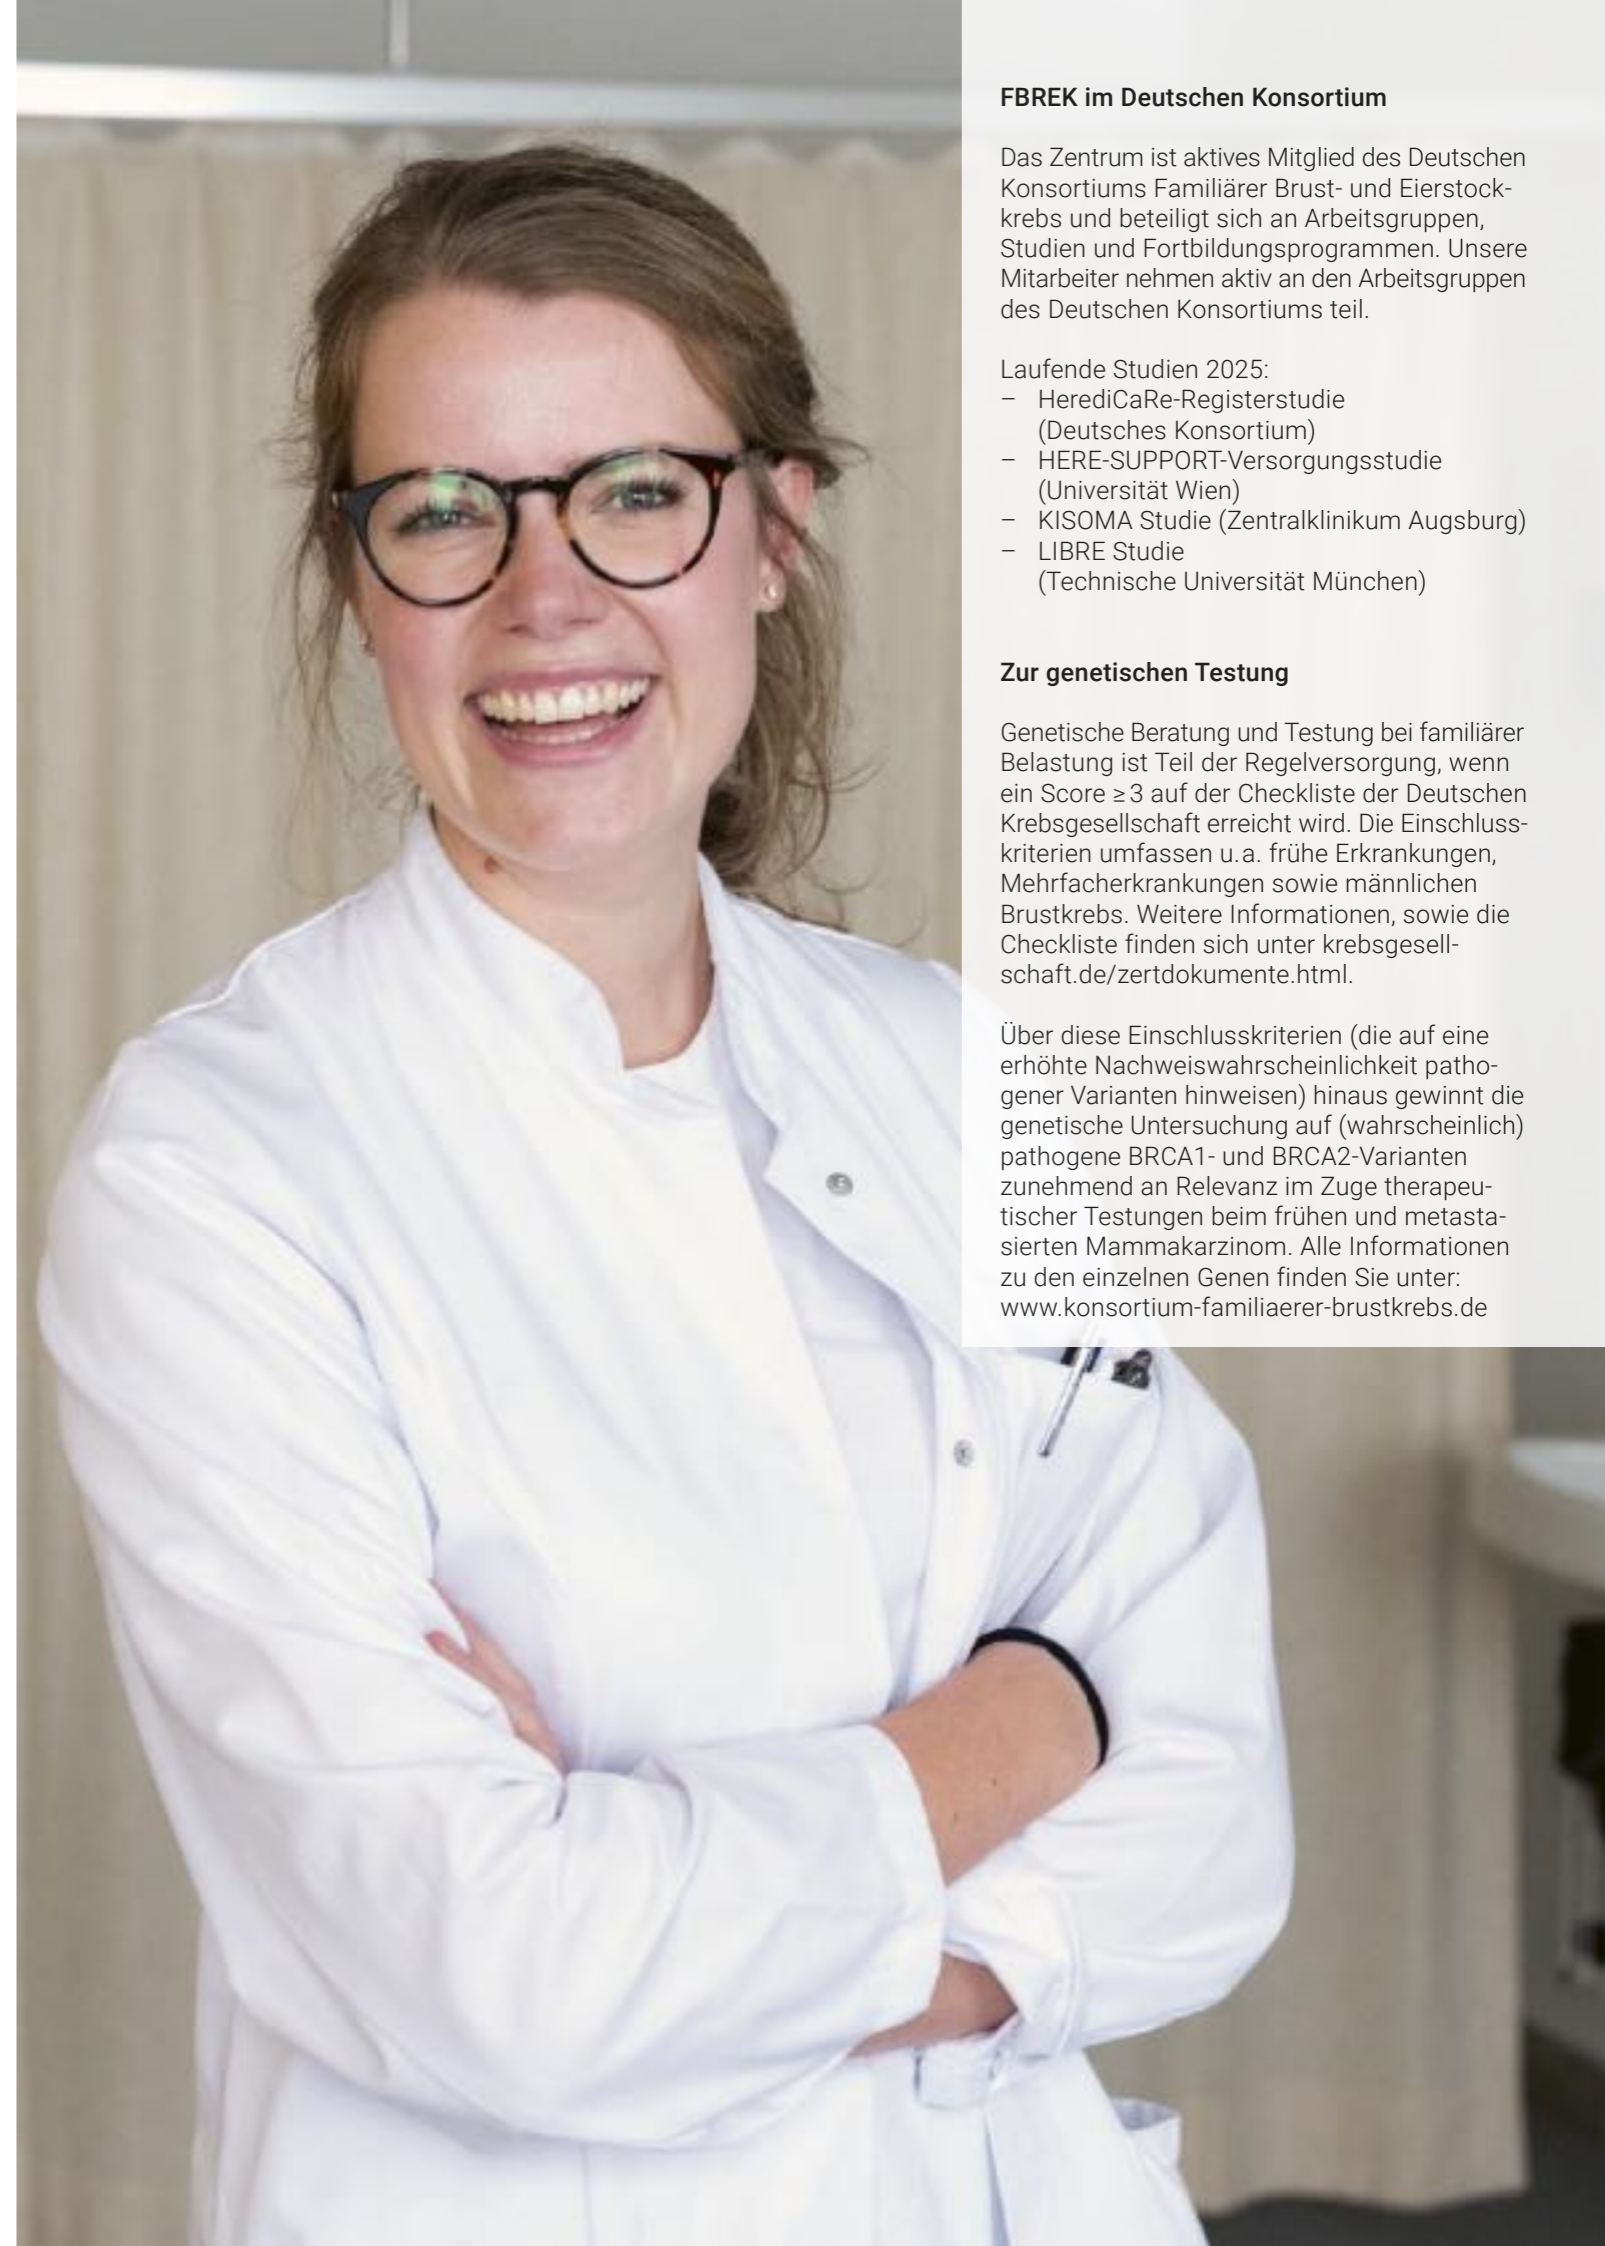 FBREK im Deutschen Konsortium
Das Zentrum ist aktives Mitglied des Deutschen
Konsortiums Familiärer Brust- und Eierstock-
krebs und beteiligt sich an Arbeitsgruppen,
Studien und Fortbildungsprogrammen. Unsere
Mitarbeiter nehmen aktiv an den Arbeitsgruppen
des Deutschen Konsortiums teil.
Laufende Studien 2025:
– HerediCaRe-Registerstudie
(Deutsches Konsortium)
– HERE-SUPPORT-Versorgungsstudie
(Universität Wien)
– KISOMA Studie (Zentralklinikum Augsburg)
– LIBRE Studie
(Technische Universität München)
Zur genetischen Testung
Genetische Beratung und Testung bei familiärer
Belastung ist Teil der Regelversorgung, wenn
ein Score ≥ 3 auf der Checkliste der Deutschen
Krebsgesellschaft erreicht wird. Die Einschluss-
kriterien umfassen u. a. frühe Erkrankungen,
Mehrfacherkrankungen sowie männlichen
Brustkrebs. Weitere Informationen, sowie die
Checkliste finden sich unter krebsgesell-
schaft.de/zertdokumente.html.
Über diese Einschlusskriterien (die auf eine
erhöhte Nachweiswahrscheinlichkeit patho-
gener Varianten hinweisen) hinaus gewinnt die
genetische Untersuchung auf (wahrscheinlich)
pathogene BRCA1- und BRCA2-Varianten
zunehmend an Relevanz im Zuge therapeu-
tischer Testungen beim frühen und metasta-
sierten Mammakarzinom. Alle Informationen
zu den einzelnen Genen finden Sie unter:
www.konsortium-familiaerer-brustkrebs.de